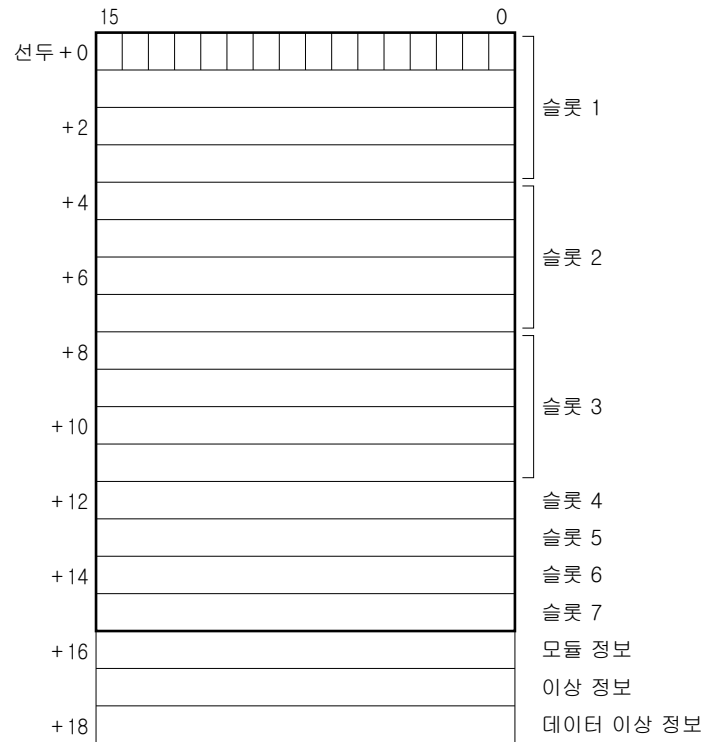 15 0
선두+0
슬롯 1
+2
+4
슬롯 2
+6
+8
슬롯 3
+10
+12 슬롯 4
슬롯 5
+14 슬롯 6
슬롯 7
+16 모듈 정보
이상 정보
+18 데이터 이상 정보